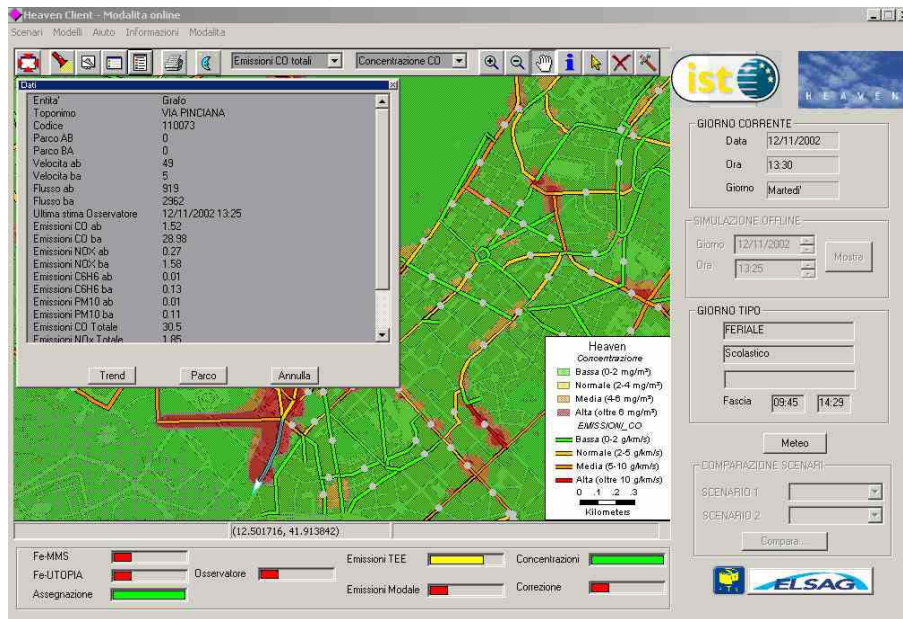 Heaven Client - Modalita online
Scenari Modelli Aiuto Informazioni Modalita
Emissioni CO totali
Concentrazione CO
Dati
Entita' Grafo
Toponimo VIA PINCIANA
Codice 110073
Parco AB 0
Parco BA 0
Velocita ab 49
Velocita ba 5
Flusso ab 919
Flusso ba 2962
Ultima stima Osservatore 12/11/2002 13:25
Emissioni CO ab 1.52
Emissioni CO ba 28.98
Emissioni NOX ab 0.27
Emissioni NOX ba 1.58
Emissioni C6H6 ab 0.01
Emissioni C6H6 ba 0.13
Emissioni PM10 ab 0.01
Emissioni PM10 ba 0.11
Emissioni CO Totale 30.5
Emissioni NOx Totale 1.85
Trend Parco Annulla
Heaven
Concentrazione
Bassa (0-2 mg/m³)
Normale (2-4 mg/m³)
Media (4-6 mg/m³)
Alta (oltre 6 mg/m³)
EMISSIONI_CO
Bassa (0-2 g/km/s)
Normale (2-5 g/km/s)
Media (5-10 g/km/s)
Alta (oltre 10 g/km/s)
0 .1 .2 .3
Kilometers
(12.501716, 41.913842)
Fe-MMS
Fe-UTOPIA
Assegnazione
Osservatore
Emissioni TEE
Emissioni Modale
Concentrazioni
Correzione
ist
HEAVEN
GIORNO CORRENTE
Data 12/11/2002
Ora 13:30
Giorno Martedi'
SIMULAZIONE OFFLINE
Giorno 12/11/2002
Ora 13:25
Mostra
GIORNO TIPO
FERIALE
Scolastico
Fascia 09:45 14:29
Meteo
COMPARAZIONE SCENARI
SCENARIO 1
SCENARIO 2
Compara....
ELSAG